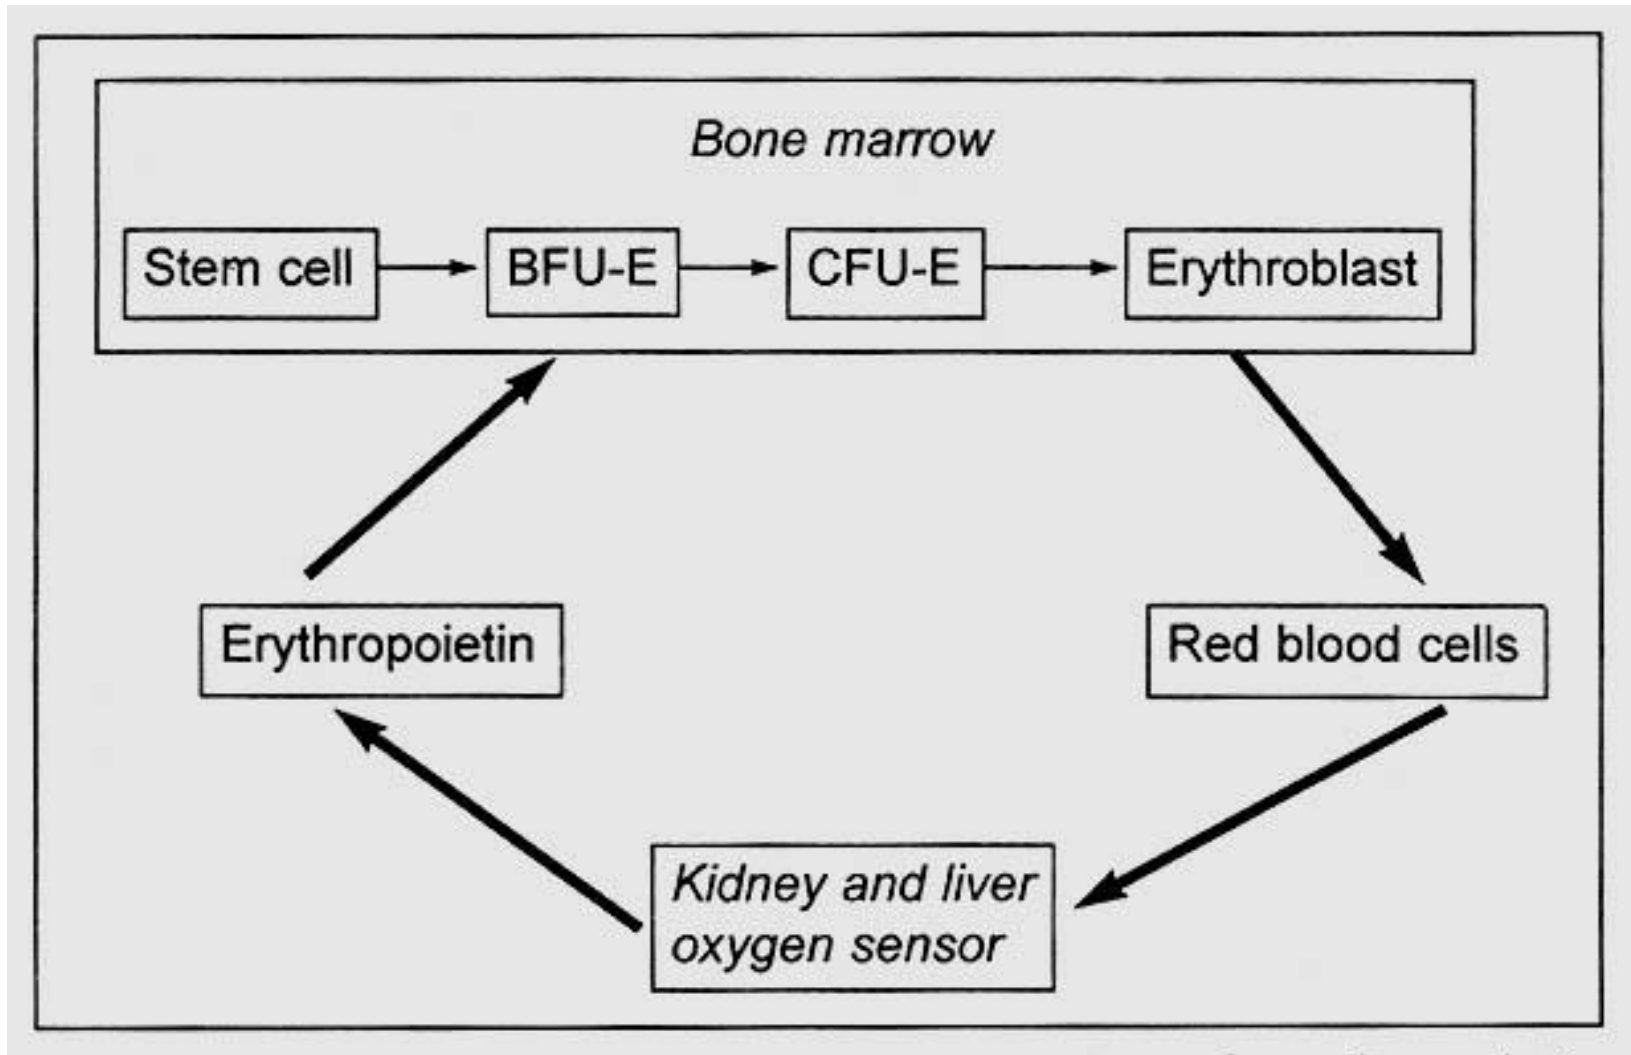 Bone marrow
Stem cell
BFU-E
CFU-E
Erythroblast
Erythropoietin
Red blood cells
Kidney and liver
oxygen sensor